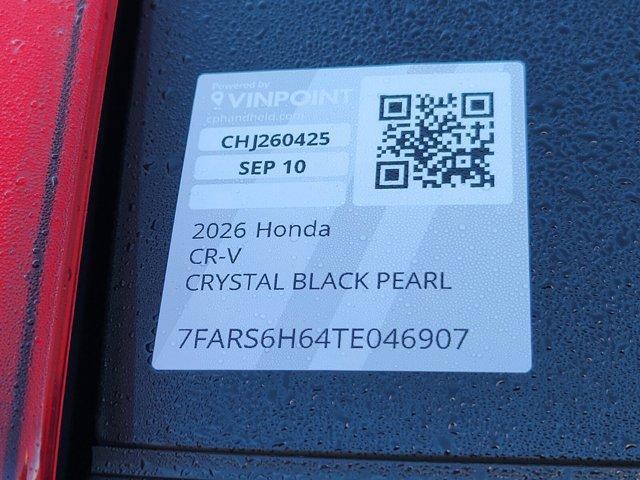 Powered by
VINPOINT
cphandheld.com
CHJ260425
SEP 10
2026 Honda
CR-V
CRYSTAL BLACK PEARL
7FARS6H64TE046907